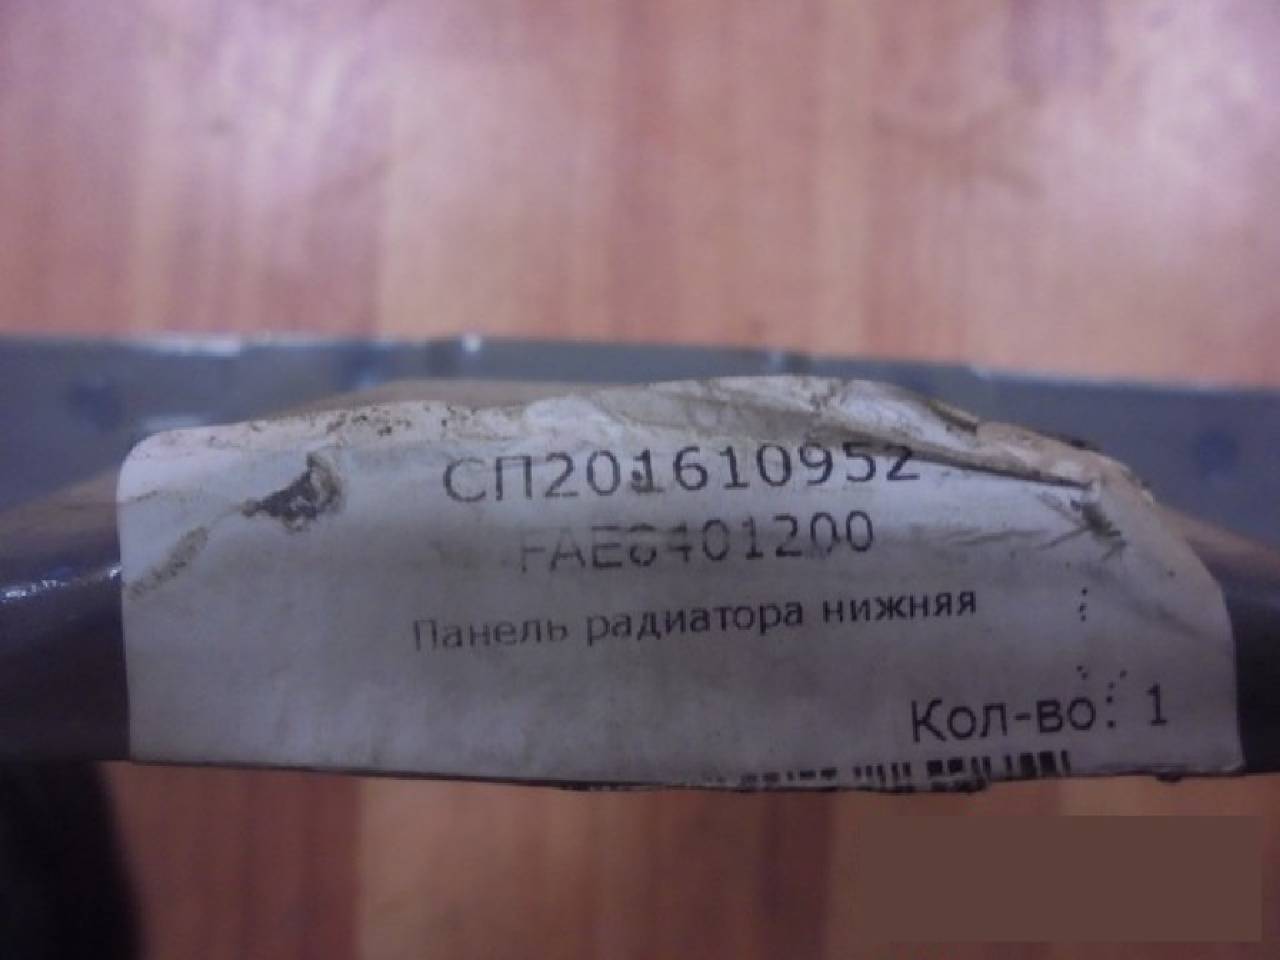 СП201610952
FAE8401200
Панель радиатора нижняя
Кол-во: 1